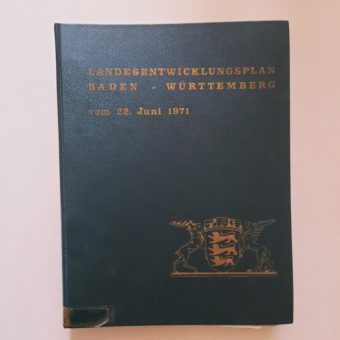 LANDESENTWICKLUNGSPLAN
BADEN - WÜRTTEMBERG
vom 22. Juni 1971